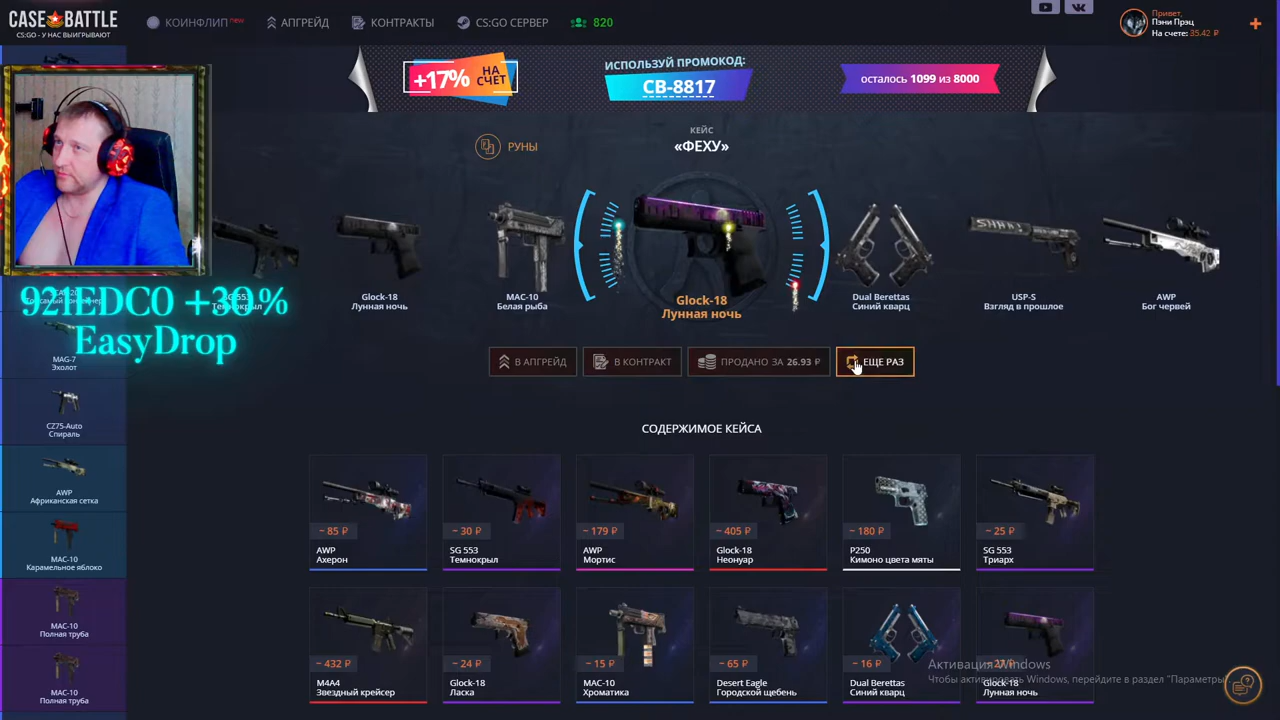 CASE BATTLE
CS:GO - У НАС ВЫИГРЫВАЮТ
КОИНФЛИП new
АПГРЕЙД
КОНТРАКТЫ
CS:GO СЕРВЕР
820
Привет,
Пэни Прэц
На счете: 35.42 ₽
+17% НА СЧЕТ
ИСПОЛЬЗУЙ ПРОМОКОД:
CB-8817
осталось 1099 из 8000
РУНЫ
КЕЙС
«ФЕХУ»
Темнокрыл
Glock-18
Лунная ночь
MAC-10
Белая рыба
Glock-18
Лунная ночь
Dual Berettas
Синий кварц
USP-S
Взгляд в прошлое
AWP
Бог червей
921EDC0 +30%
EasyDrop
В АПГРЕЙД
В КОНТРАКТ
ПРОДАНО ЗА 26.93 ₽
ЕЩЕ РАЗ
MAG-7
Эхолот
CZ75-Auto
Спираль
AWP
Африканская сетка
MAC-10
Карамельное яблоко
MAC-10
Полная труба
MAC-10
Полная труба
СОДЕРЖИМОЕ КЕЙСА
~ 85 ₽
AWP
Ахерон
~ 30 ₽
SG 553
Темнокрыл
~ 179 ₽
AWP
Мортис
~ 405 ₽
Glock-18
Неонуар
~ 180 ₽
P250
Кимоно цвета мяты
~ 25 ₽
SG 553
Триарх
~ 432 ₽
M4A4
Звездный крейсер
~ 24 ₽
Glock-18
Ласка
~ 15 ₽
MAC-10
Хроматика
~ 65 ₽
Desert Eagle
Городской щебень
~ 16 ₽
Dual Berettas
Синий кварц
~ 27 ₽
Glock-18
Лунная ночь
Активация Windows
Чтобы активировать Windows, перейдите в раздел "Параметры".